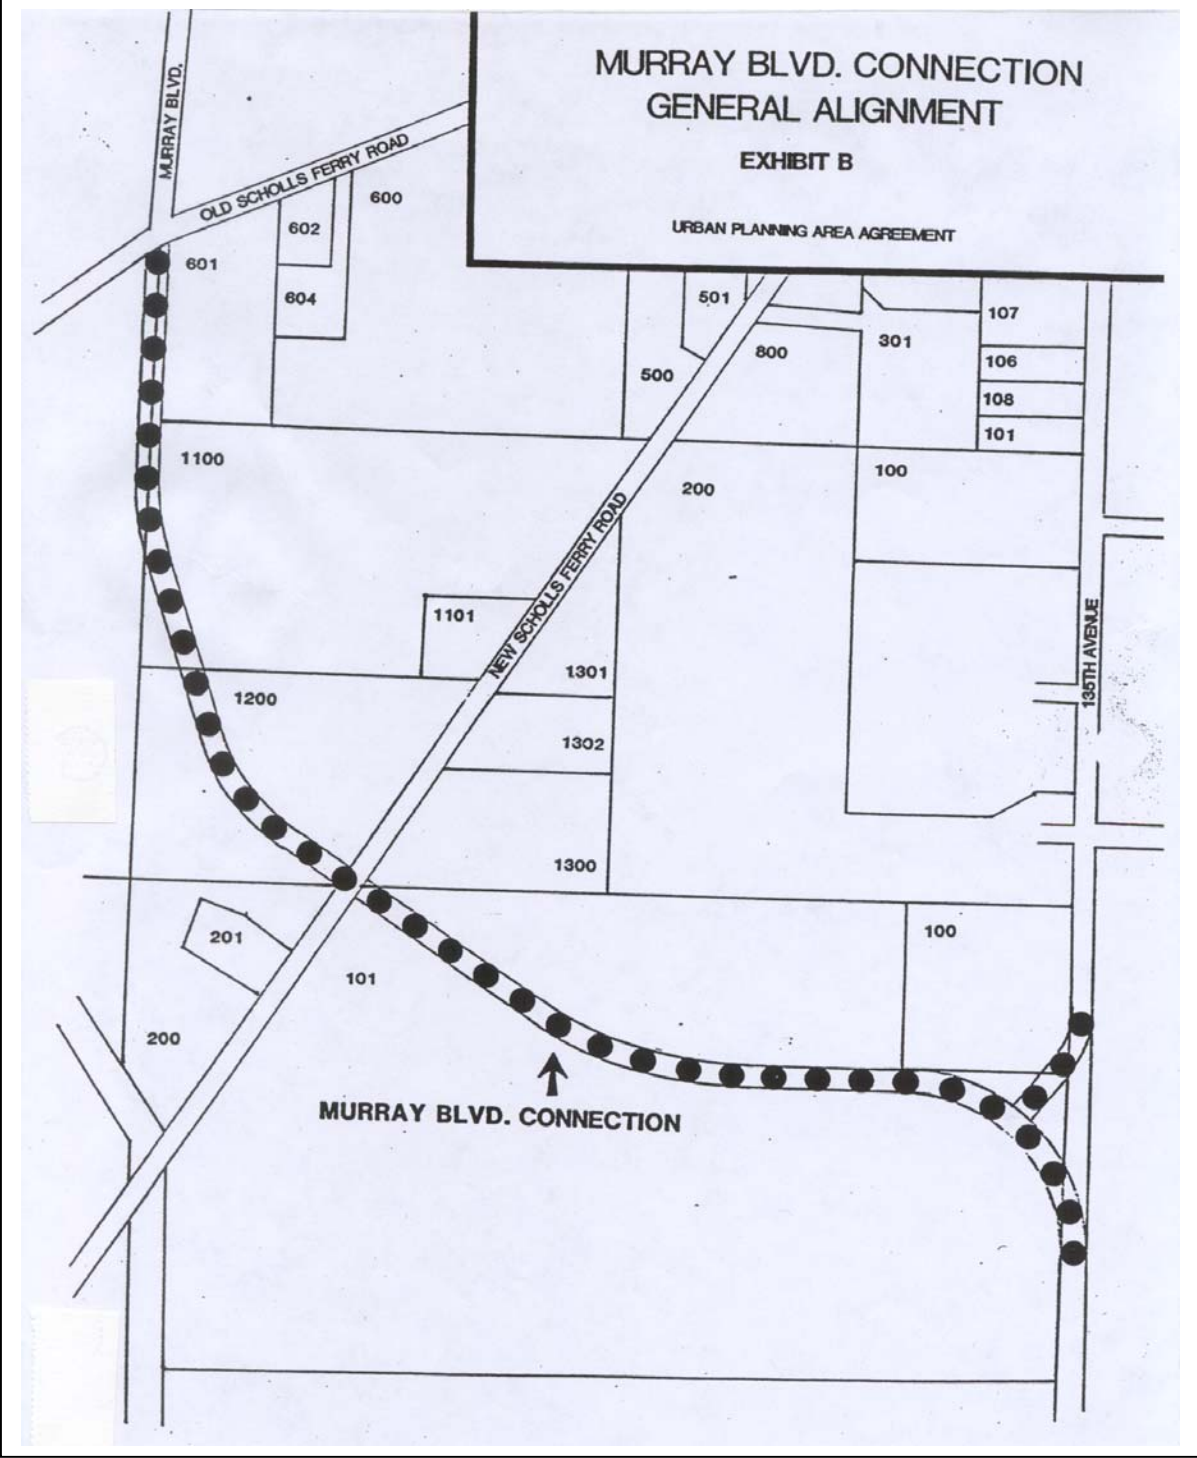 MURRAY BLVD. CONNECTION
GENERAL ALIGNMENT
EXHIBIT B
URBAN PLANNING AREA AGREEMENT
MURRAY BLVD.
OLD SCHOLLS FERRY ROAD
600
602
601
604
501
107
301
800
106
500
108
101
1100
100
200
NEW SCHOLLS FERRY ROAD
1101
135TH AVENUE
1301
1200
1302
1300
100
201
101
200
MURRAY BLVD. CONNECTION